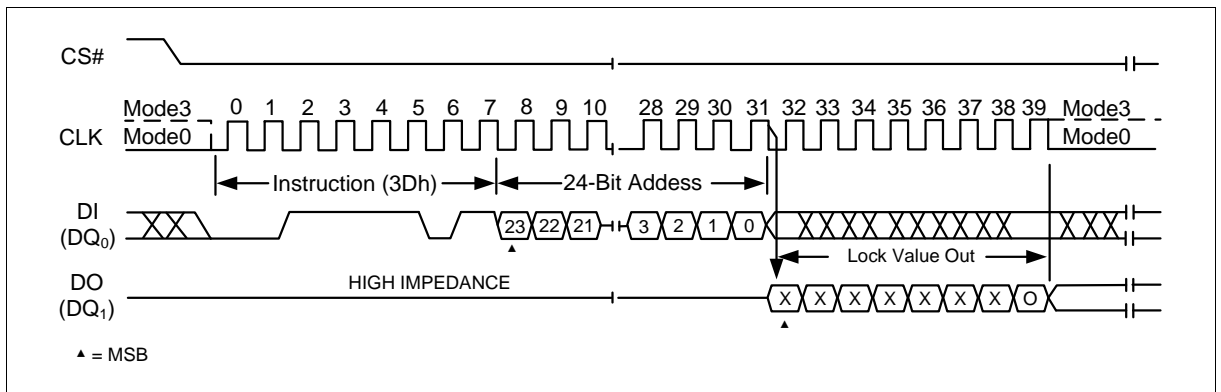 CS#
Mode3 0 1 2 3 4 5 6 7 8 9 10 28 29 30 31 32 33 34 35 36 37 38 39 Mode3
CLK Mode0 Mode0
Instruction (3Dh) 24-Bit Addess
DI
(DQ0) 23 22 21 3 2 1 0
Lock Value Out
DO HIGH IMPEDANCE
(DQ1) X X X X X X X O
▲ = MSB